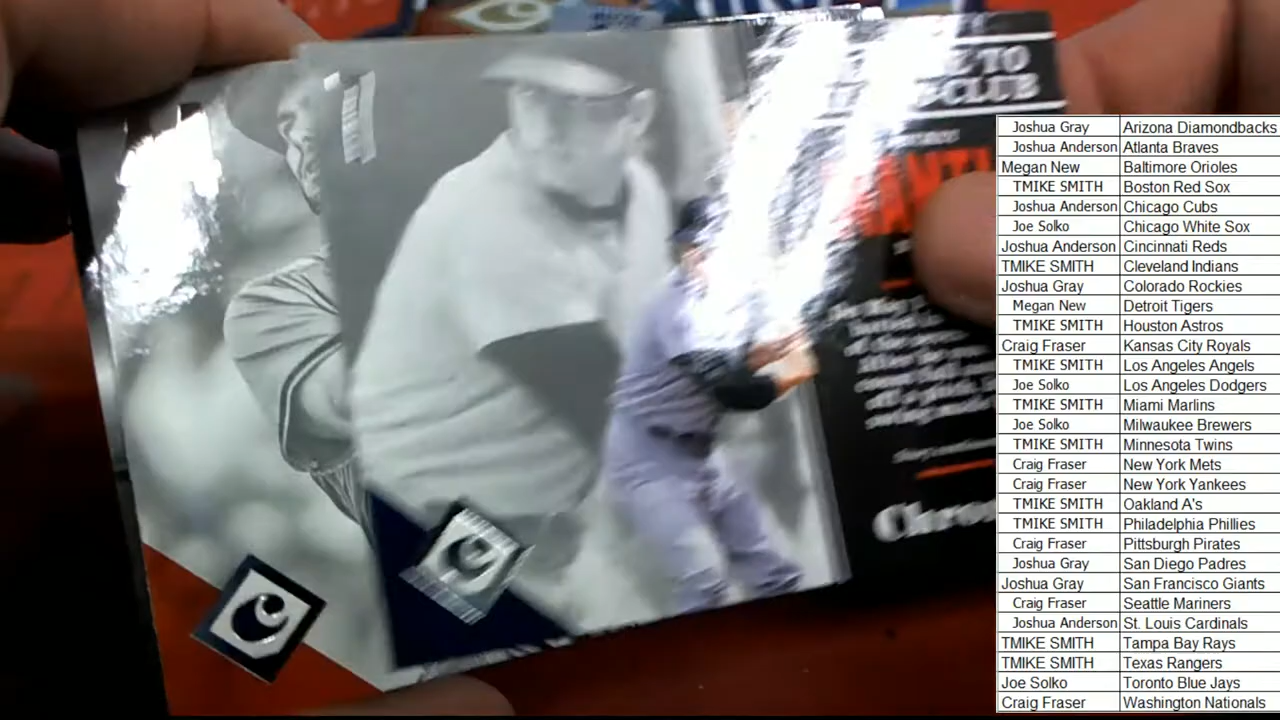 TO
CLUB
Joshua Gray Arizona Diamondbacks
Joshua Anderson Atlanta Braves
Megan New Baltimore Orioles
TMIKE SMITH Boston Red Sox
Joshua Anderson Chicago Cubs
Joe Solko Chicago White Sox
Joshua Anderson Cincinnati Reds
TMIKE SMITH Cleveland Indians
Joshua Gray Colorado Rockies
Megan New Detroit Tigers
TMIKE SMITH Houston Astros
Craig Fraser Kansas City Royals
TMIKE SMITH Los Angeles Angels
Joe Solko Los Angeles Dodgers
TMIKE SMITH Miami Marlins
Joe Solko Milwaukee Brewers
TMIKE SMITH Minnesota Twins
Craig Fraser New York Mets
Craig Fraser New York Yankees
TMIKE SMITH Oakland A's
TMIKE SMITH Philadelphia Phillies
Craig Fraser Pittsburgh Pirates
Joshua Gray San Diego Padres
Joshua Gray San Francisco Giants
Craig Fraser Seattle Mariners
Joshua Anderson St. Louis Cardinals
TMIKE SMITH Tampa Bay Rays
TMIKE SMITH Texas Rangers
Joe Solko Toronto Blue Jays
Craig Fraser Washington Nationals